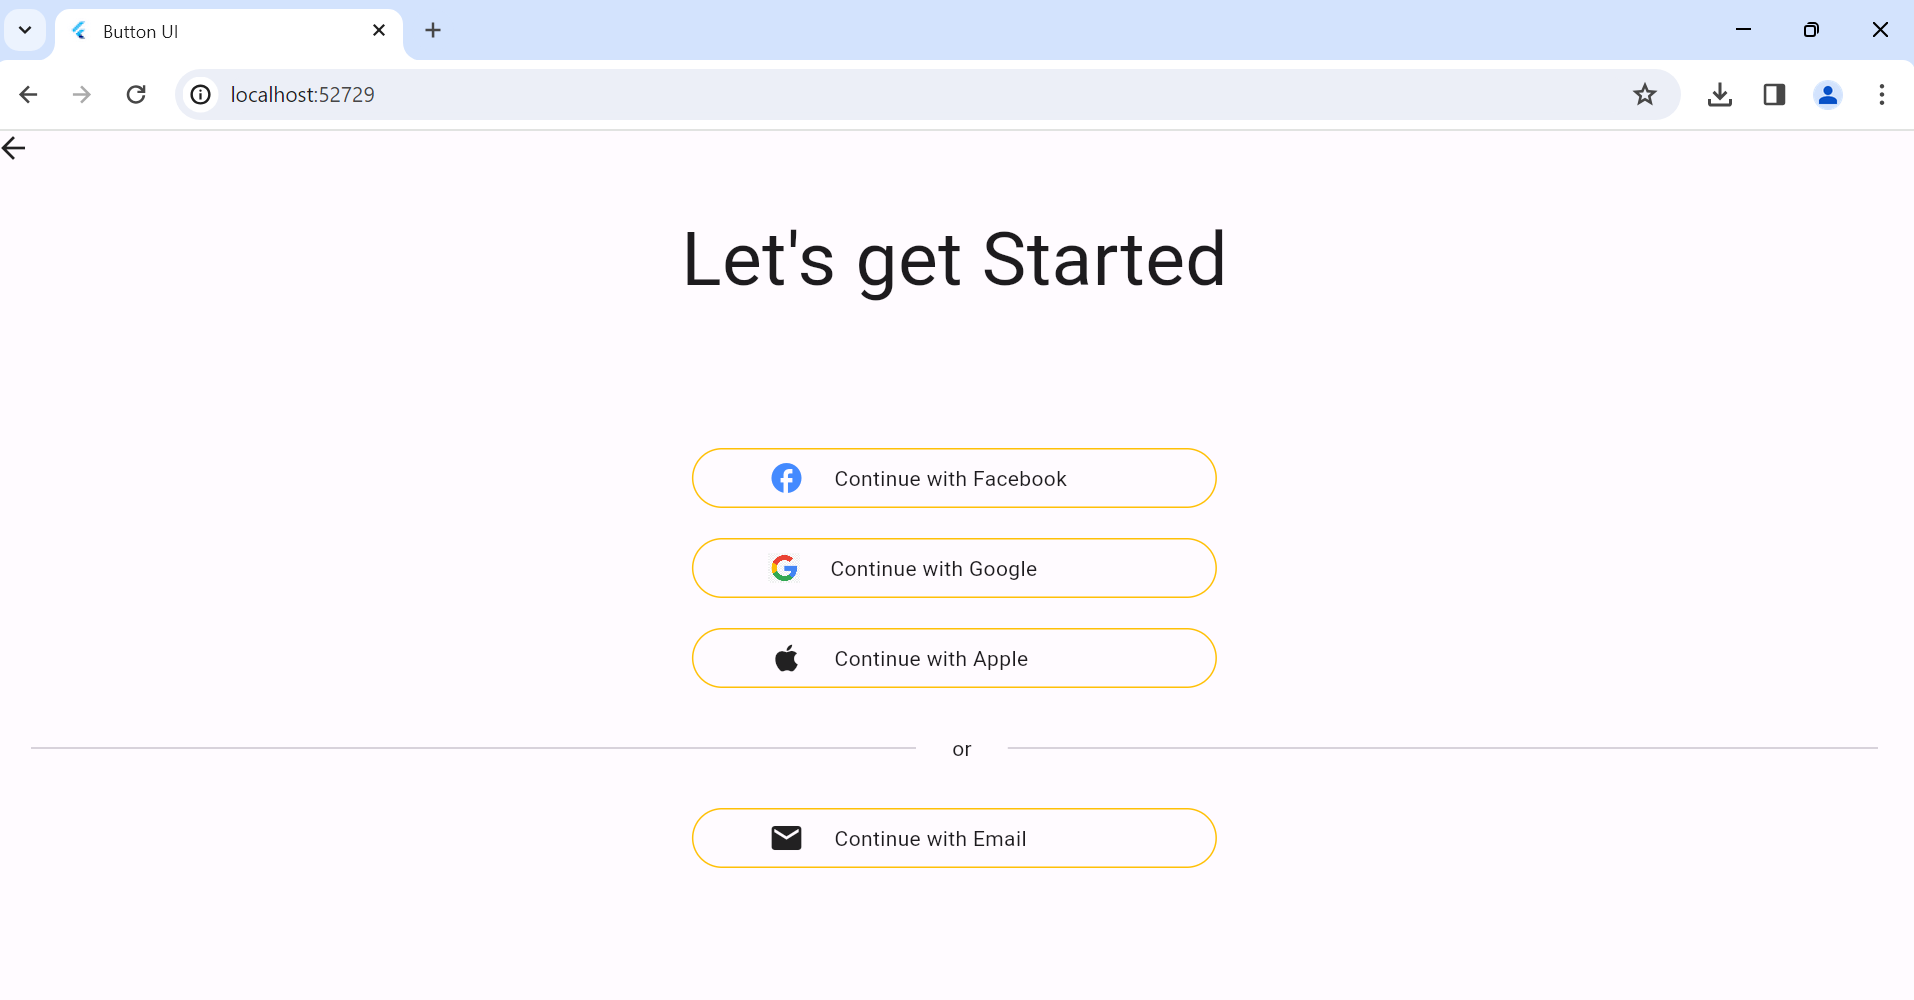 Button UI
localhost:52729
Let's get Started
Continue with Facebook
Continue with Google
Continue with Apple
or
Continue with Email